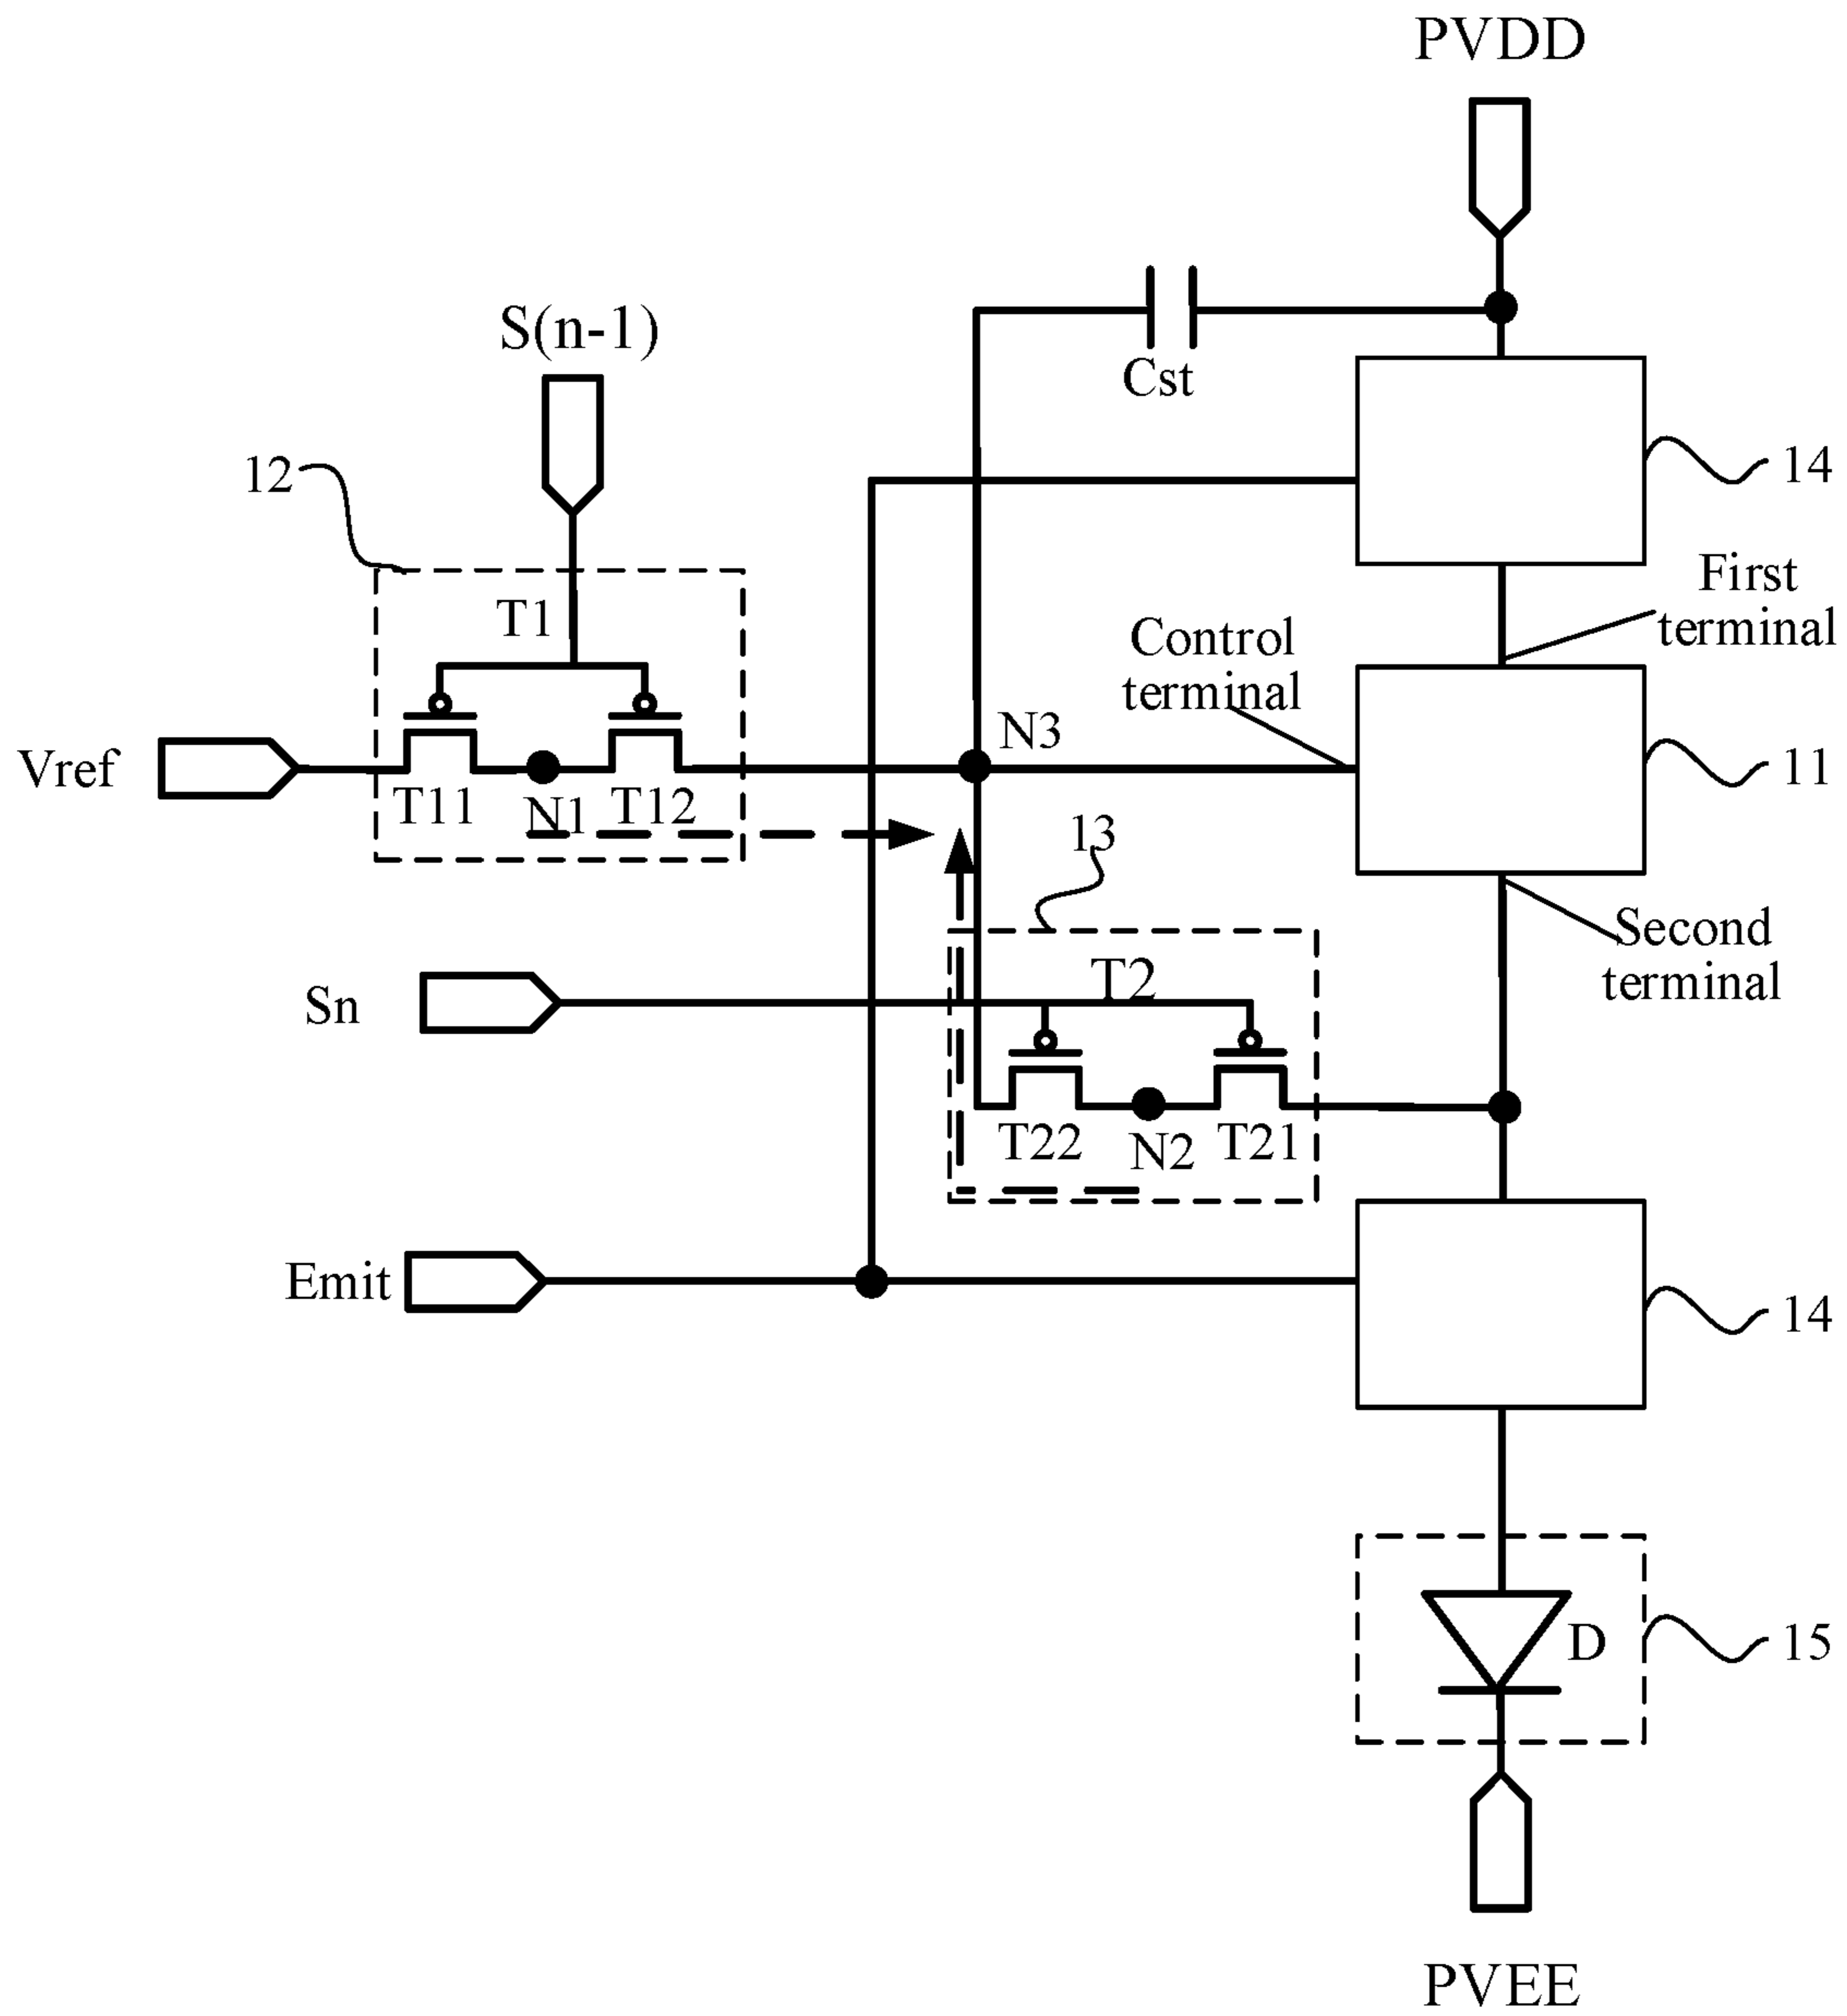 PVDD
S(n-1)
Cst
12
14
First
terminal
T1
Control
terminal
N3
Vref
11
T11
N1
T12
13
Second
terminal
T2
Sn
T22
N2
T21
Emit
14
D
15
PVEE